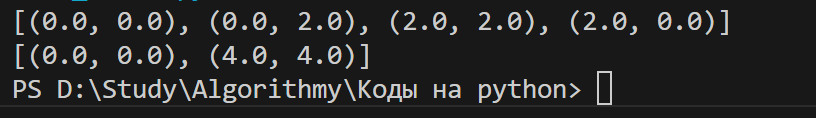 [(0.0, 0.0), (0.0, 2.0), (2.0, 2.0), (2.0, 0.0)]
[(0.0, 0.0), (4.0, 4.0)]
PS D:\Study\Algorithmy\Коды на python>